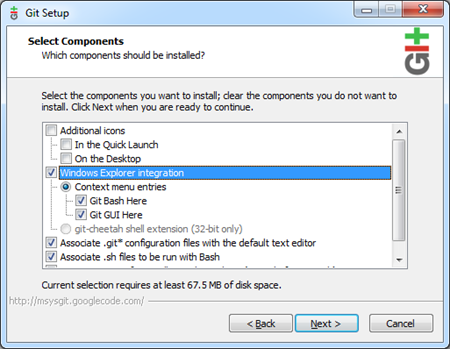 Git Setup
Select Components
Which components should be installed?
Select the components you want to install; clear the components you do not want to
install. Click Next when you are ready to continue.
Additional icons
In the Quick Launch
On the Desktop
Windows Explorer integration
Context menu entries
Git Bash Here
Git GUI Here
git-cheetah shell extension (32-bit only)
Associate .git* configuration files with the default text editor
Associate .sh files to be run with Bash
Current selection requires at least 67.5 MB of disk space.
http://msysgit.googlecode.com/
< Back
Next >
Cancel